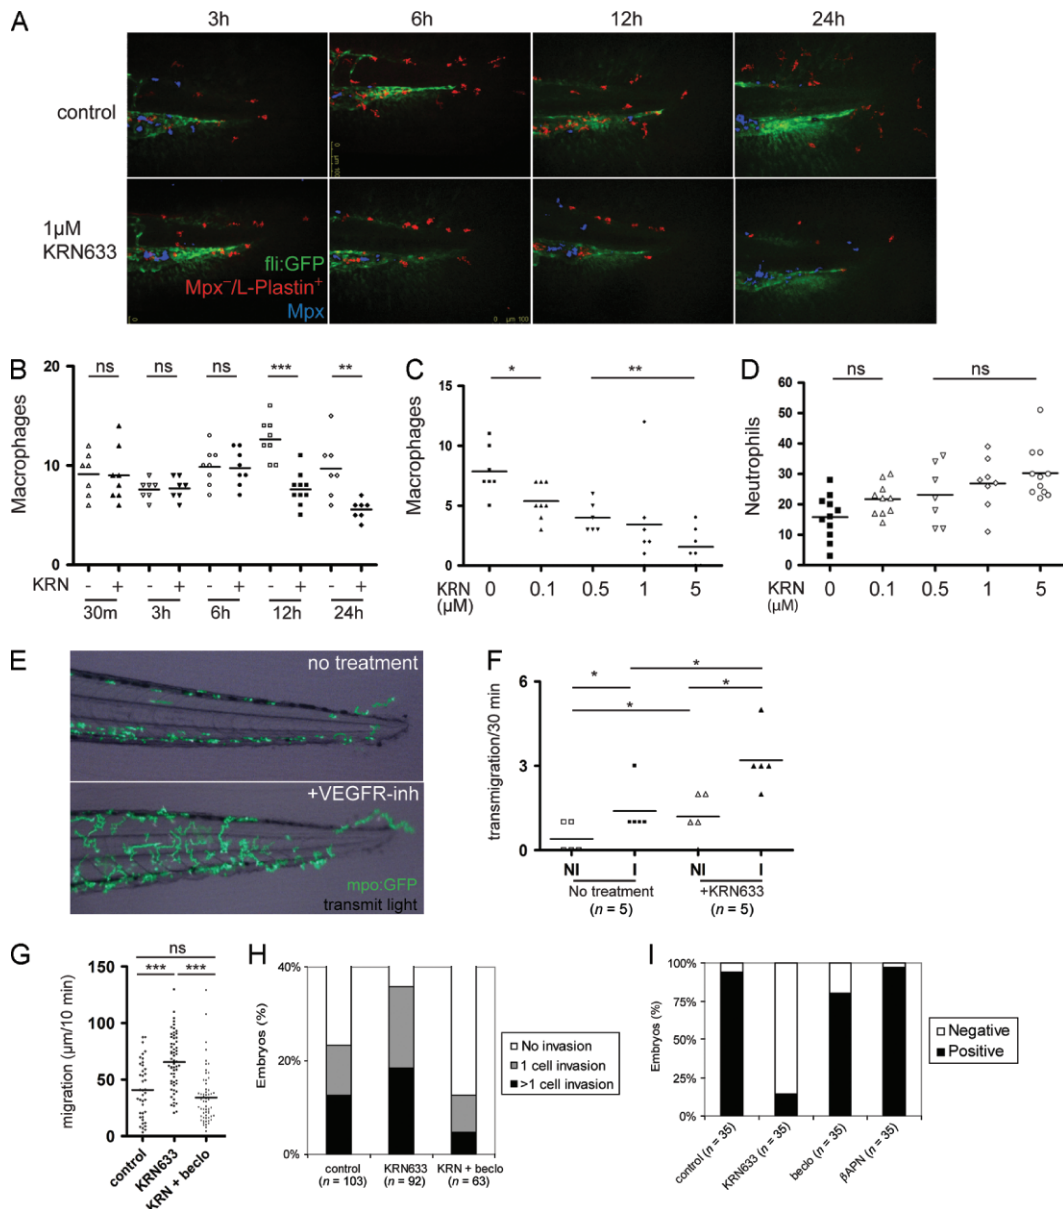 A
3h
6h
12h
24h
control
1µM
KRN633
fli:GFP
Mpx⁻/L-Plastin⁺
Mpx
0 µm 100
B
Macrophages
20
10
0
ns
ns
ns
***
**
KRN
- + - + - + - + - +
30m 3h 6h 12h 24h
C
Macrophages
15
10
5
0
*
**
KRN
(µM)
0 0.1 0.5 1 5
D
Neutrophils
60
50
40
30
20
10
0
ns
ns
KRN
(µM)
0 0.1 0.5 1 5
E
no treatment
+VEGFR-inh
mpo:GFP
transmit light
F
transmigration/30 min
6
3
0
*
*
*
*
NI I NI I
No treatment +KRN633
(n = 5) (n = 5)
G
migration (µm/10 min)
150
100
50
0
ns
*** ***
control
KRN633
KRN + beclo
H
Embryos (%)
40%
20%
0%
control KRN633 KRN + beclo
(n = 103) (n = 92) (n = 63)
No invasion
1 cell invasion
>1 cell invasion
I
Embryos (%)
100%
75%
50%
25%
0%
control (n = 35)
KRN633 (n = 35)
beclo (n = 35)
βAPN (n = 35)
Negative
Positive